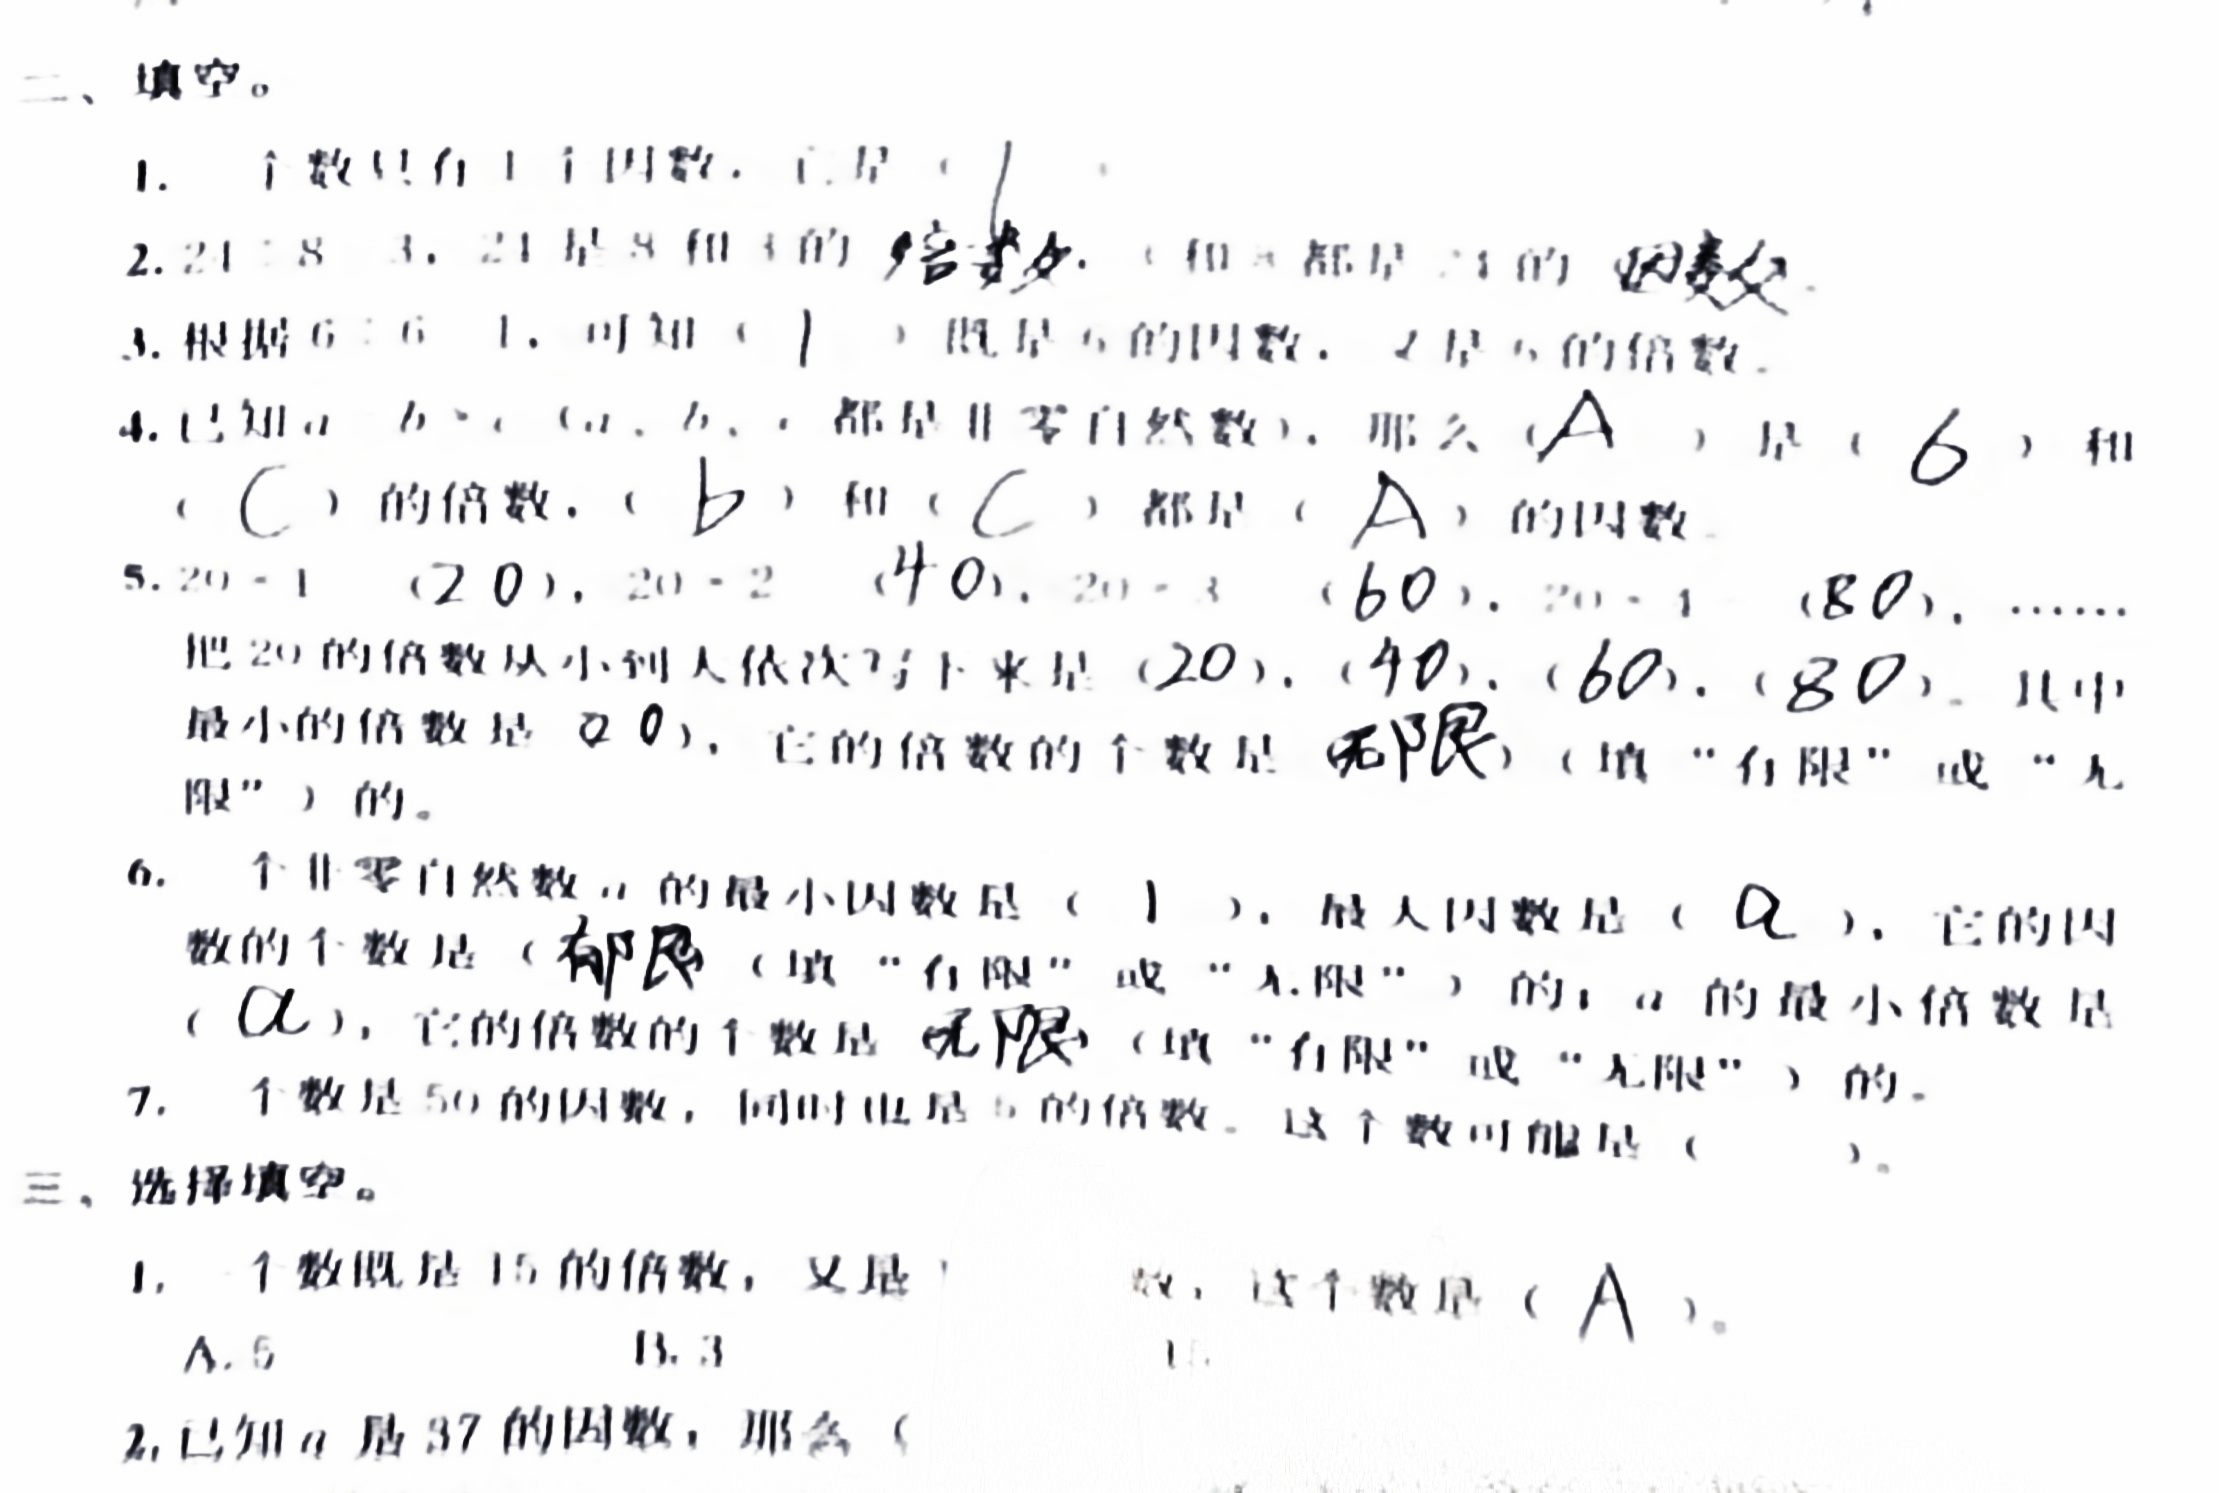 二、填空。
1. 一个数只有1个因数,它是(1
2. 24÷8=3,24是8和3的倍数,(和8都是24的因数.
3. 根据6÷6=1,可知(1)既是6的因数,又是6的倍数.
4. 已知a=b×c(a、b、c都是非零自然数),那么(A)是(6)和
(C)的倍数,(b)和(C)都是(A)的因数.
5. 20×1=(20),20×2=(40),20×3=(60),20×4=(80),……
把20的倍数从小到大依次写下来是(20),(40),(60),(80)。其中
最小的倍数是20),它的倍数的个数是(无限)(填“有限”或“无
限”)的。
6. 一个非零自然数a的最小因数是(1),最大因数是(a),它的因
数的个数是(有限(填“有限”或“无限”)的;a的最小倍数是
(a),它的倍数的个数是无限(填“有限”或“无限”)的。
7. 一个数是50的因数,同时也是5的倍数。这个数可能是( )。
三、选择填空。
1. 一个数既是15的倍数,又是 数,这个数是(A)。
A. 5 B. 3 15
2. 已知a是37的因数,那么(